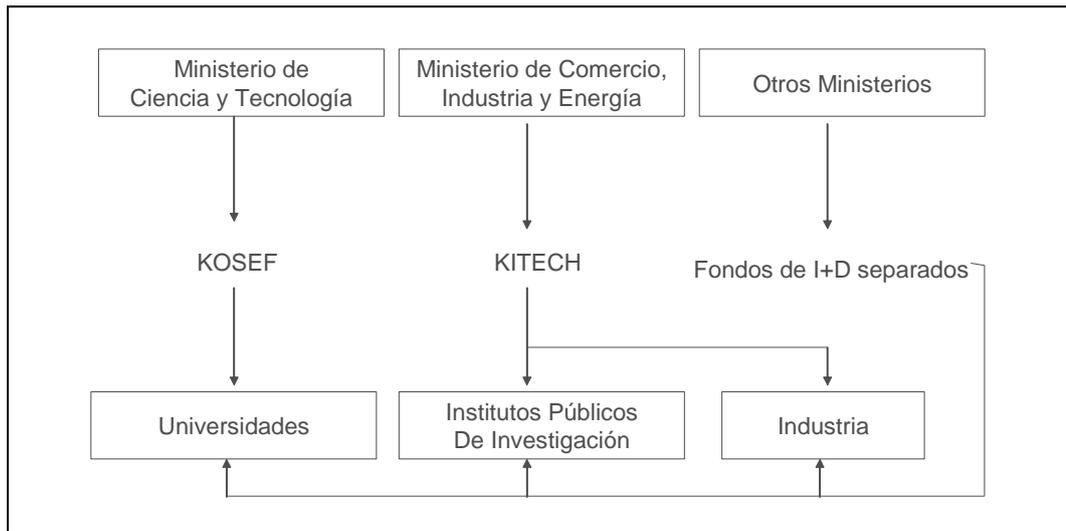 Ministerio de
Ciencia y Tecnología
Ministerio de Comercio,
Industria y Energía
Otros Ministerios
KOSEF
KITECH
Fondos de I+D separados
Universidades
Institutos Públicos
De Investigación
Industria